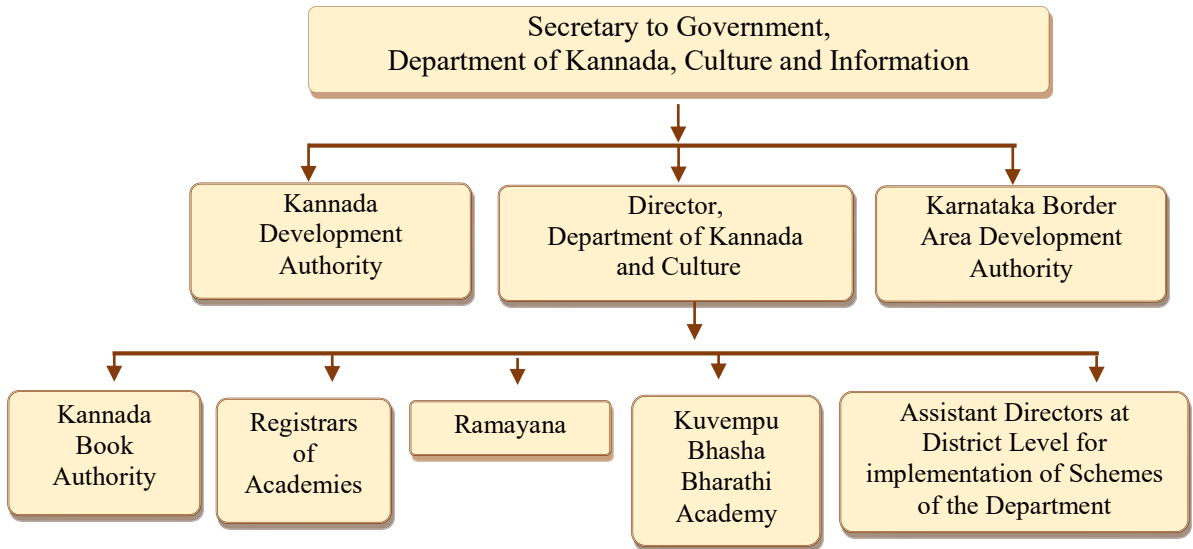 Secretary to Government,
Department of Kannada, Culture and Information
Kannada
Development
Authority
Director,
Department of Kannada
and Culture
Karnataka Border
Area Development
Authority
Kannada
Book
Authority
Registrars
of
Academies
Ramayana
Kuvempu
Bhasha
Bharathi
Academy
Assistant Directors at
District Level for
implementation of Schemes
of the Department